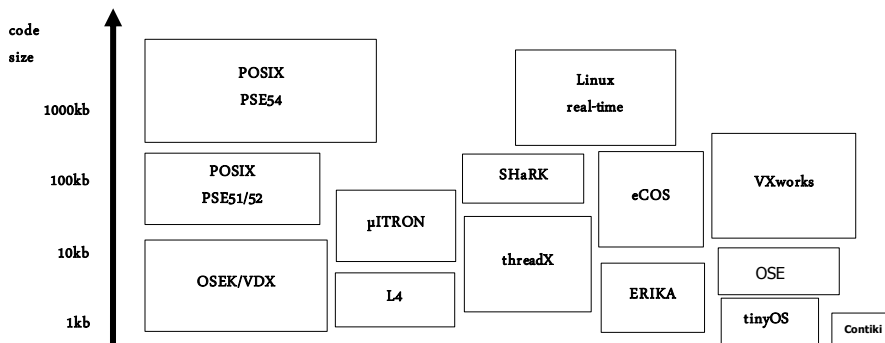 code
size
POSIX
PSE54
Linux
real-time
1000kb
POSIX
PSE51/52
SHaRK
100kb
eCOS
VXworks
µITRON
10kb
threadX
OSE
OSEK/VDX
L4
ERIKA
1kb
tinyOS
Contiki